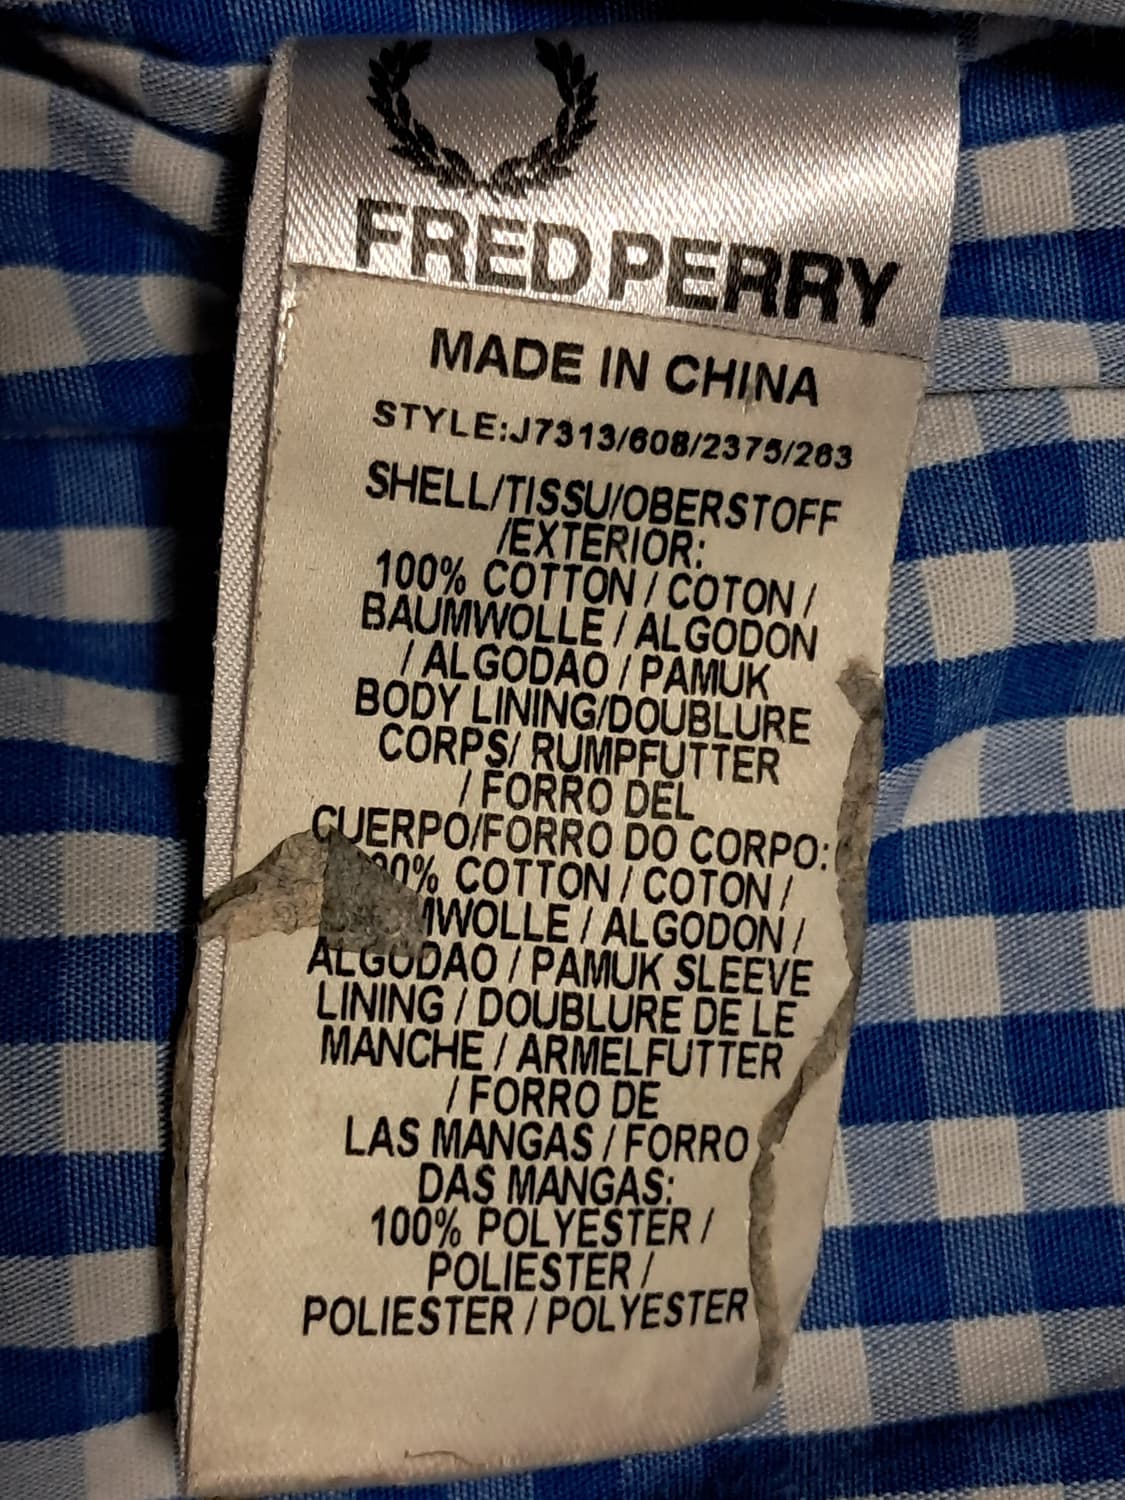 FRED PERRY
MADE IN CHINA
STYLE:J7313/608/2375/263
SHELL/TISSU/OBERSTOFF
/EXTERIOR:
100% COTTON / COTON /
BAUMWOLLE / ALGODON
/ ALGODAO / PAMUK
BODY LINING/DOUBLURE
CORPS/ RUMPFUTTER
/ FORRO DEL
CUERPO/FORRO DO CORPO:
COTTON / COTON /
/ ALGODON /
ALGODAO / PAMUK SLEEVE
LINING / DOUBLURE DE LE
MANCHE / ARMELFUTTER
/ FORRO DE
LAS MANGAS / FORRO
DAS MANGAS:
100% POLYESTER /
POLIESTER /
POLIESTER / POLYESTER